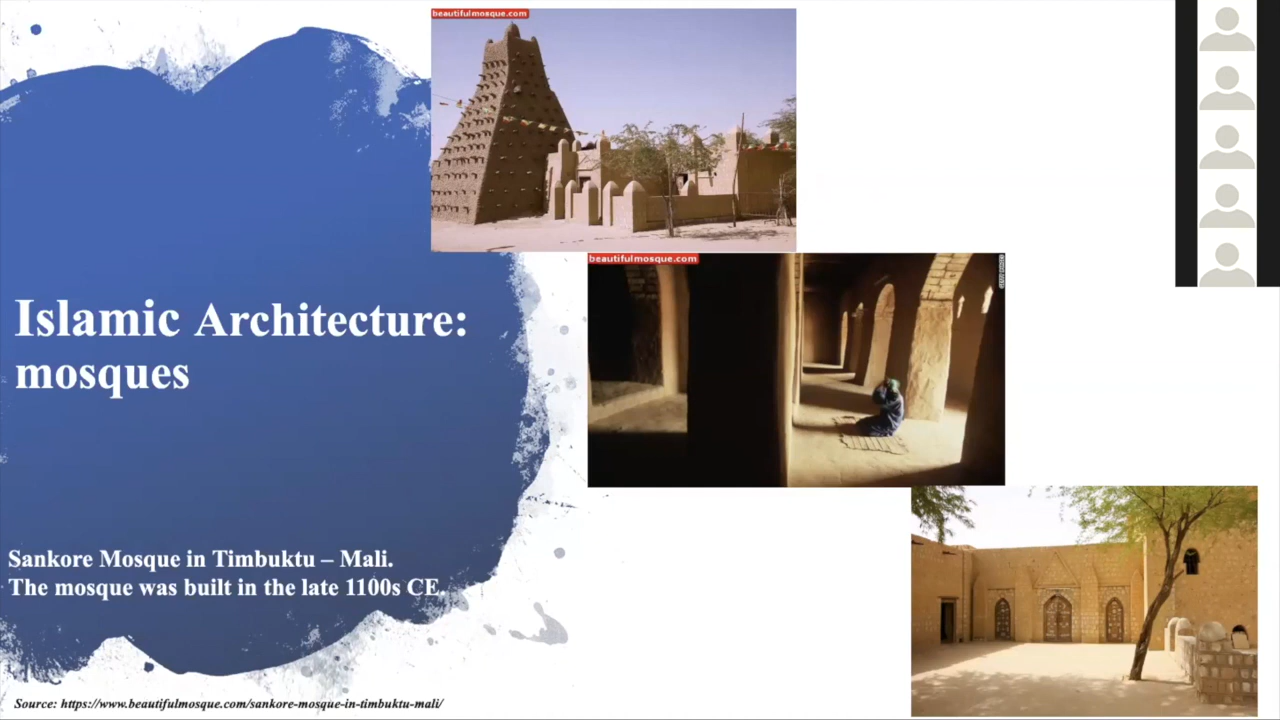 beautifulmosque.com
beautifulmosque.com
Islamic Architecture:
mosques
Sankore Mosque in Timbuktu – Mali.
The mosque was built in the late 1100s CE.
Source: https://www.beautifulmosque.com/sankore-mosque-in-timbuktu-mali/